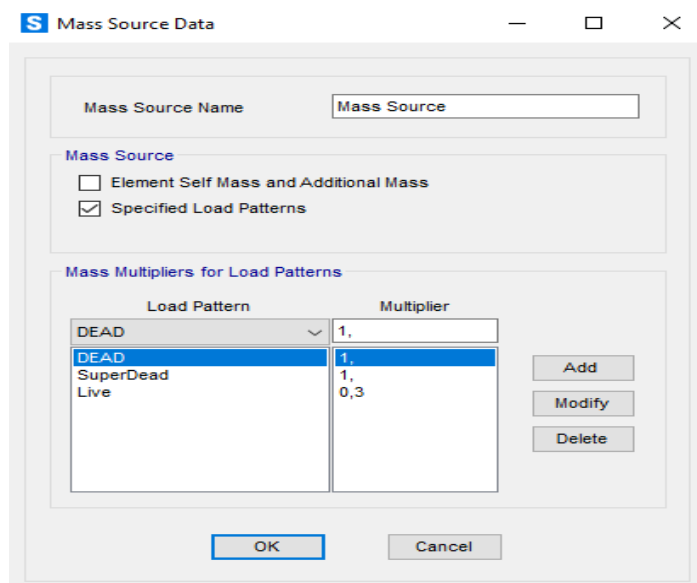 S Mass Source Data
Mass Source Name Mass Source
Mass Source
Element Self Mass and Additional Mass
Specified Load Patterns
Mass Multipliers for Load Patterns
Load Pattern Multiplier
DEAD 1,
DEAD 1,
SuperDead 1,
Live 0,3
Add
Modify
Delete
OK Cancel